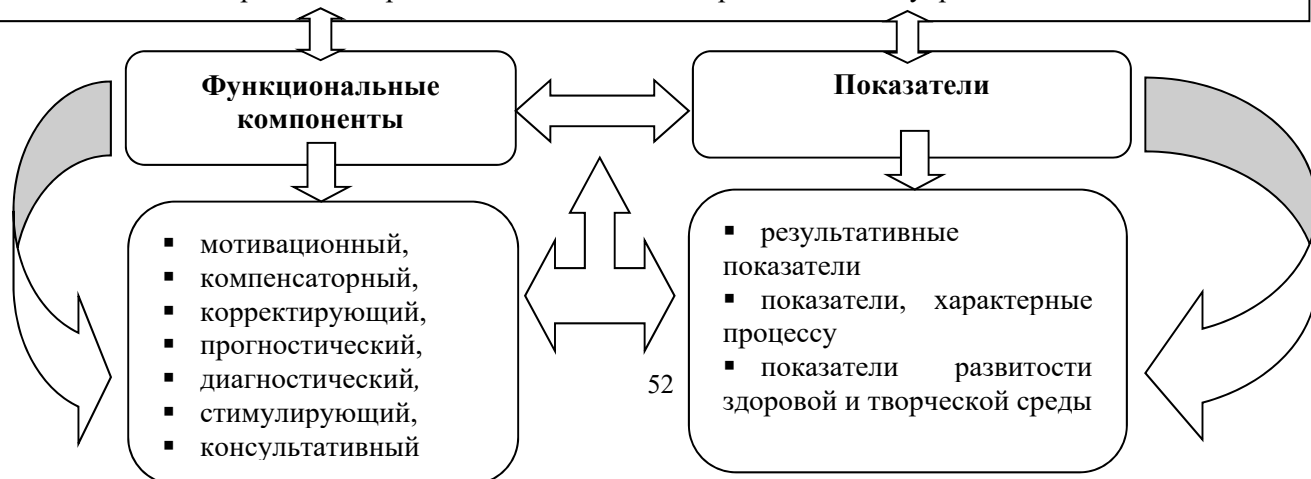 Функциональные
компоненты
Показатели
▪ мотивационный,
▪ компенсаторный,
▪ корректирующий,
▪ прогностический,
▪ диагностический,
▪ стимулирующий,
▪ консультативный
▪ результативные
показатели
▪ показатели, характерные
процессу
▪ показатели развитости
здоровой и творческой среды
52